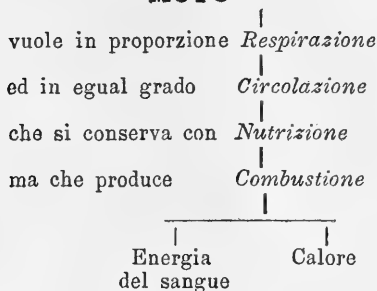 vuole in proporzione Respirazione
ed in egual grado Circolazione
che si conserva con Nutrizione
ma che produce Combustione
Energia Calore
del sangue